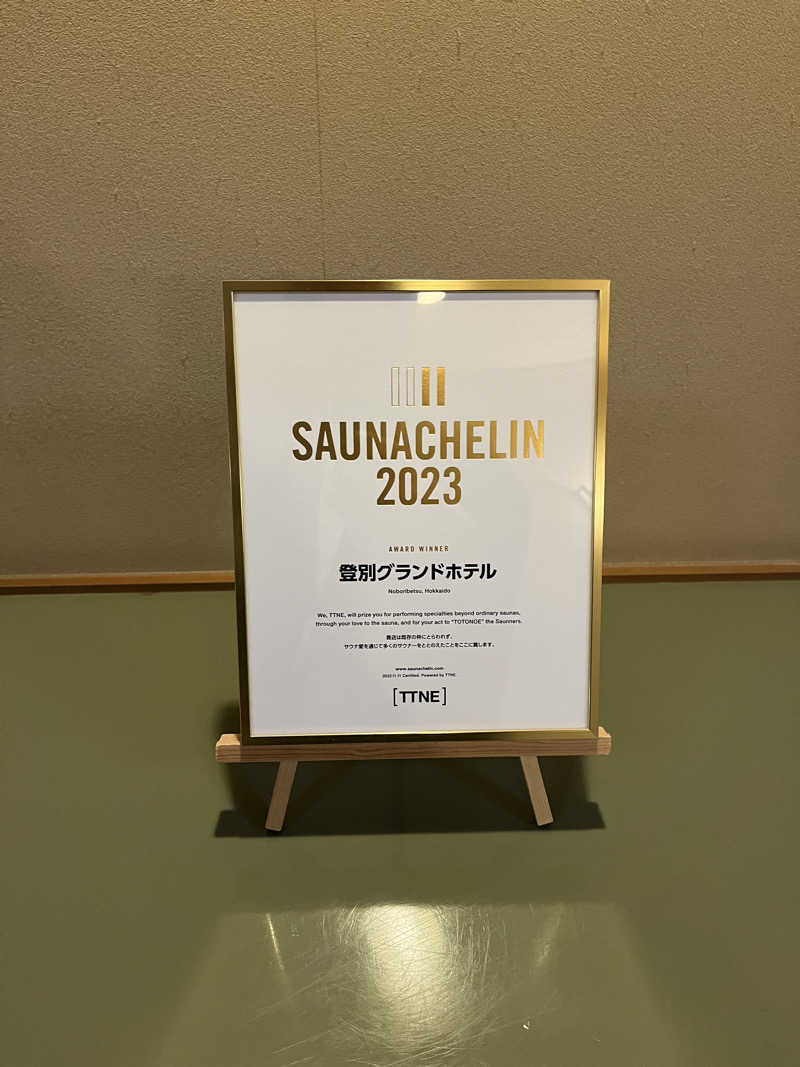 SAUNACHELIN
2023
AWARD WINNER
登別グランドホテル
Noboribetsu, Hokkaido
We, TTNE, will prize you for performing specialties beyond ordinary saunas,
through your love to the sauna, and for your act to "TOTONOE" the Saunners.
貴店は既存の枠にとらわれず、
サウナ愛を通じて多くのサウナーをととのえたことをここに賞します。
www.saunachelin.com
2023.11.11 Certified. Powered by TTNE
[TTNE]